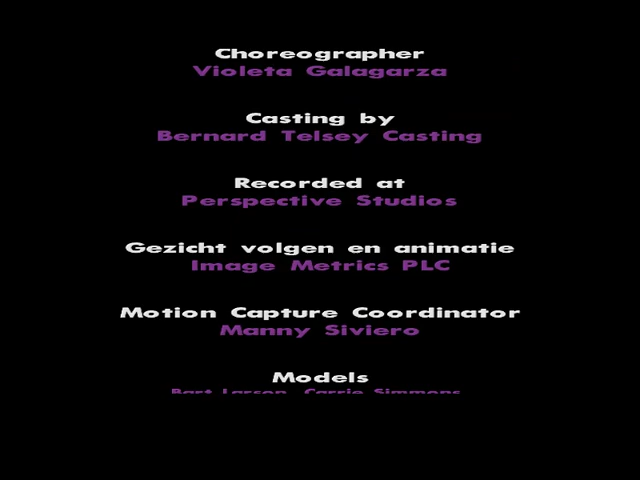 Choreographer
Violeta Galagarza
Casting by
Bernard Telsey Casting
Recorded at
Perspective Studios
Gezicht volgen en animatie
Image Metrics PLC
Motion Capture Coordinator
Manny Siviero
Models
Bart Larson, Carrie Simmons